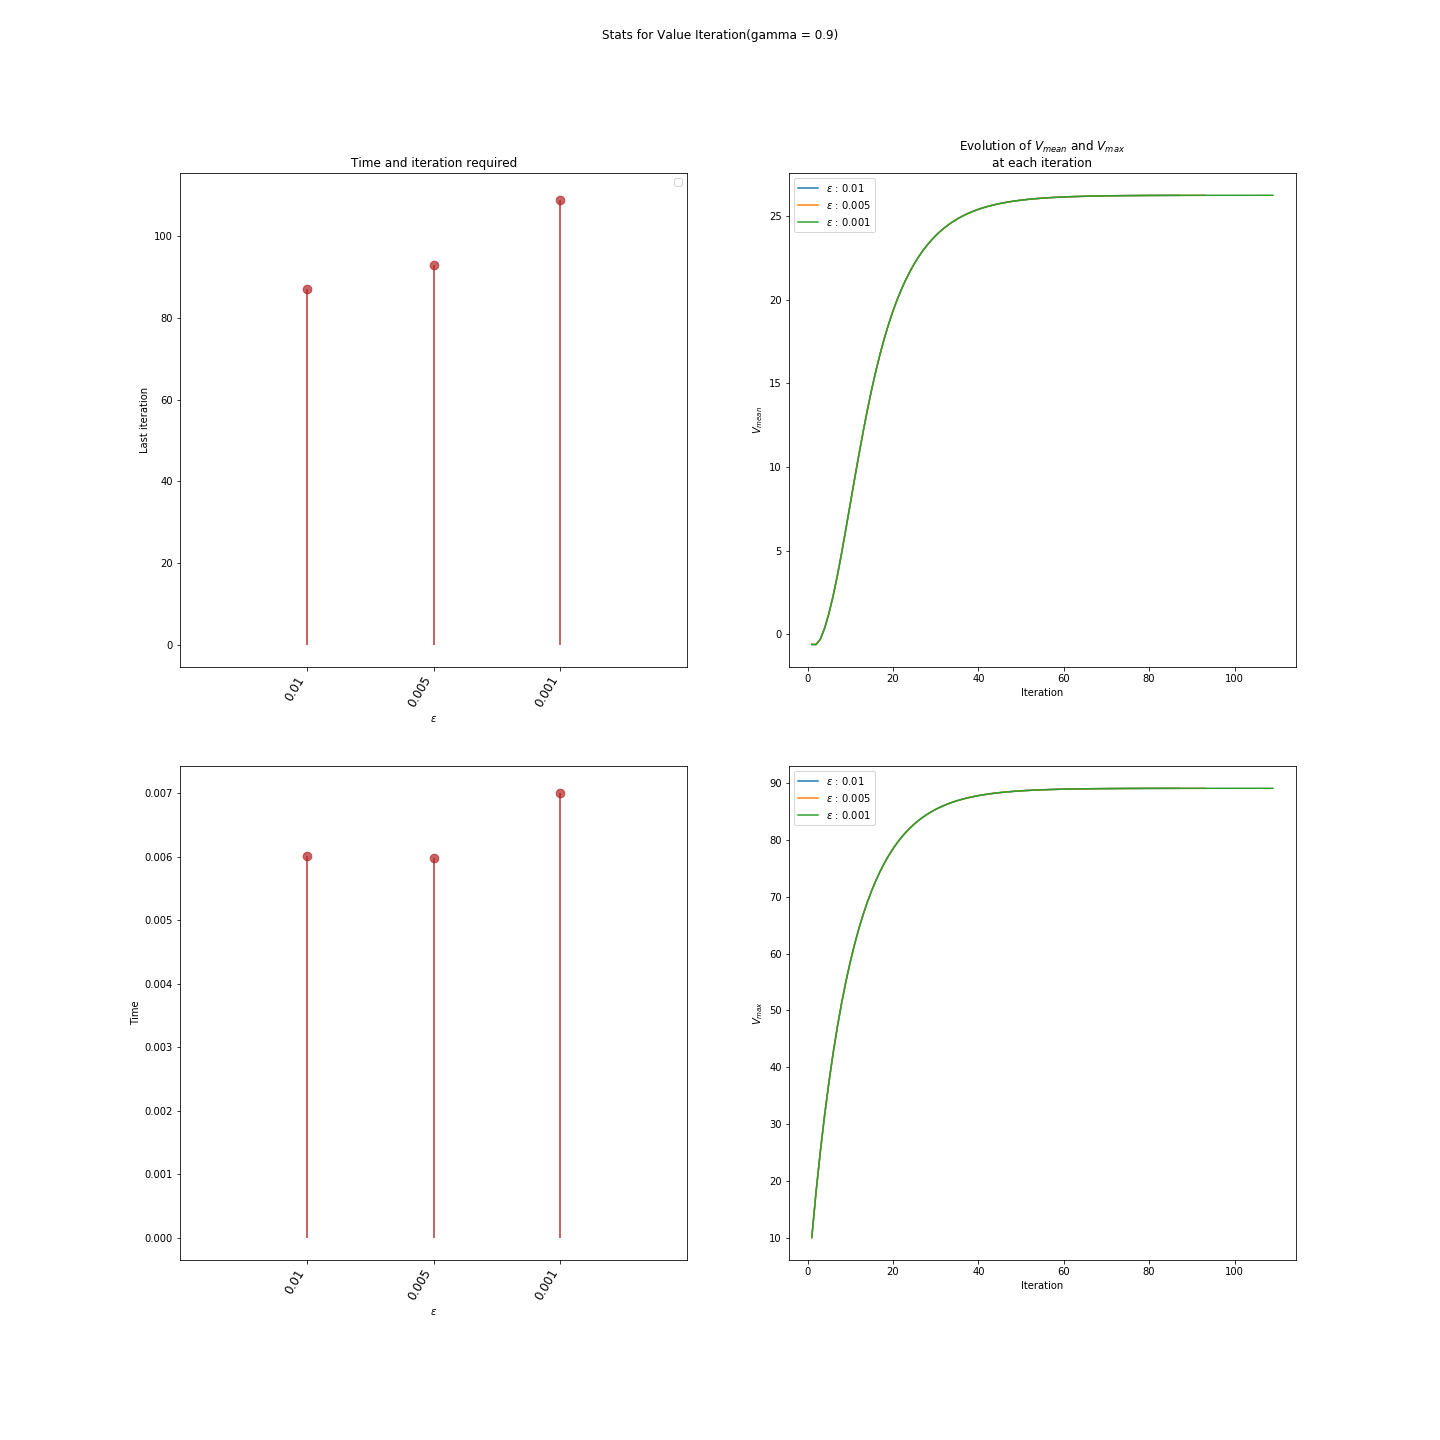 Stats for Value Iteration(gamma = 0.9)
Time and iteration required
Last iteration
100
80
60
40
20
0
0.01
0.005
0.001
ε
Evolution of V_mean and V_max
at each iteration
ε : 0.01
ε : 0.005
ε : 0.001
V_mean
25
20
15
10
5
0
0
20
40
60
80
100
Iteration
Time
0.007
0.006
0.005
0.004
0.003
0.002
0.001
0.000
0.01
0.005
0.001
ε
ε : 0.01
ε : 0.005
ε : 0.001
V_max
90
80
70
60
50
40
30
20
10
0
20
40
60
80
100
Iteration